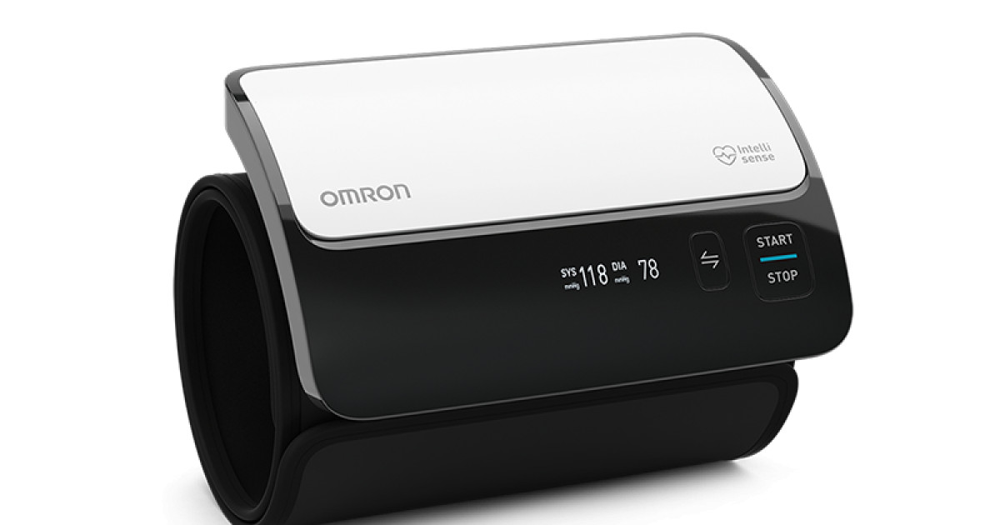 Intelli
sense
OMRON
SYS 118 DIA 78
mmHg mmHg
START
STOP